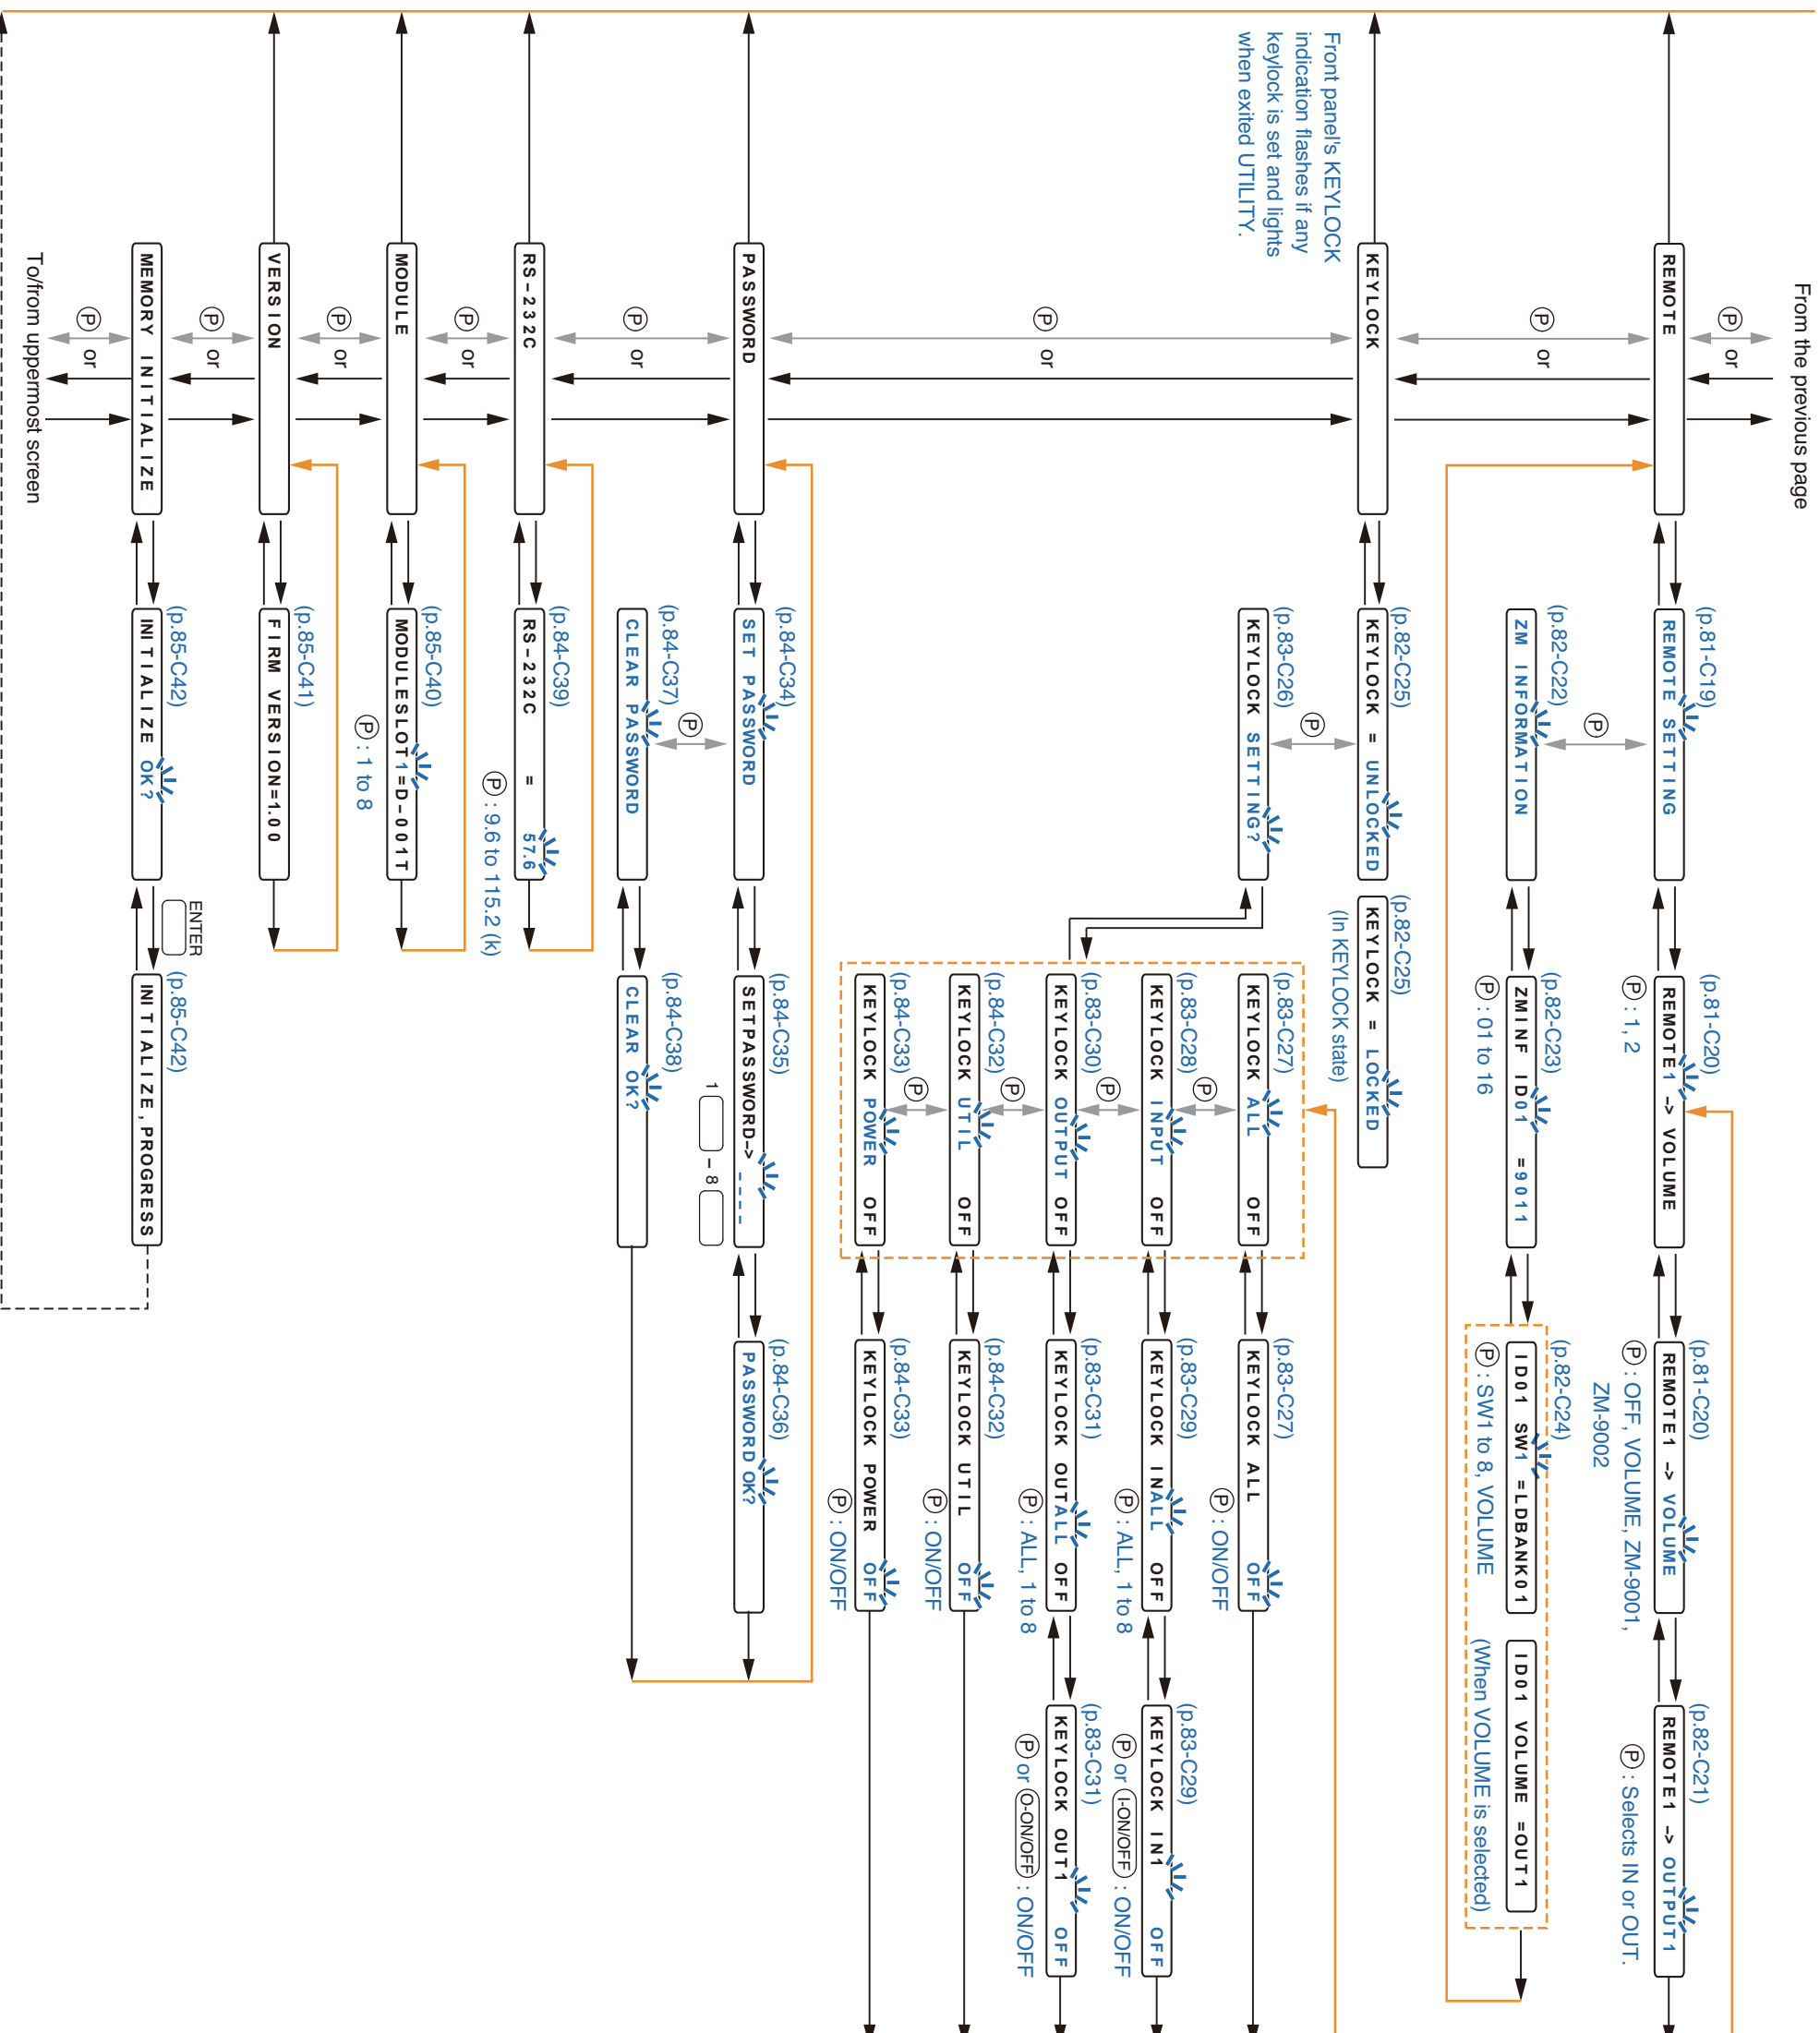 From the previous page
Ⓟ or
REMOTE
(p.81-C19)
REMOTE SETTING
(p.81-C20)
REMOTE1 -> VOLUME
Ⓟ : 1, 2
(p.81-C20)
REMOTE1 -> VOLUME
Ⓟ : OFF, VOLUME, ZM-9001,
ZM-9002
(p.82-C21)
REMOTE1 -> OUTPUT1
Ⓟ : Selects IN or OUT.
Ⓟ or
Ⓟ
(p.82-C22)
ZM INFORMATION
(p.82-C23)
ZMINF ID01 =9011
Ⓟ : 01 to 16
(p.82-C24)
ID01 SW1 =LDBANK01
Ⓟ : SW1 to 8, VOLUME
ID01 VOLUME =OUT1
(When VOLUME is selected)
KEYLOCK
Front panel's KEYLOCK
indication flashes if any
keylock is set and lights
when exited UTILITY.
(p.82-C25)
KEYLOCK = UNLOCKED
(p.82-C25)
KEYLOCK = LOCKED
(In KEYLOCK state)
Ⓟ or
Ⓟ
(p.83-C26)
KEYLOCK SETTING?
(p.83-C27)
KEYLOCK ALL OFF
(p.83-C27)
KEYLOCK ALL OFF
Ⓟ : ON/OFF
Ⓟ
(p.83-C28)
KEYLOCK INPUT OFF
(p.83-C29)
KEYLOCK INALL OFF
Ⓟ : ALL, 1 to 8
(p.83-C29)
KEYLOCK IN1 OFF
Ⓟ or I-ON/OFF : ON/OFF
Ⓟ
(p.83-C30)
KEYLOCK OUTPUT OFF
(p.83-C31)
KEYLOCK OUTALL OFF
Ⓟ : ALL, 1 to 8
(p.83-C31)
KEYLOCK OUT1 OFF
Ⓟ or O-ON/OFF : ON/OFF
Ⓟ
(p.84-C32)
KEYLOCK UTIL OFF
(p.84-C32)
KEYLOCK UTIL OFF
Ⓟ : ON/OFF
Ⓟ
(p.84-C33)
KEYLOCK POWER OFF
(p.84-C33)
KEYLOCK POWER OFF
Ⓟ : ON/OFF
PASSWORD
(p.84-C34)
SET PASSWORD
(p.84-C35)
SETPASSWORD->----
1 – 8
(p.84-C36)
PASSWORD OK?
Ⓟ or
Ⓟ
(p.84-C37)
CLEAR PASSWORD
(p.84-C38)
CLEAR OK?
RS-232C
(p.84-C39)
RS-232C = 57.6
Ⓟ : 9.6 to 115.2 (k)
Ⓟ or
MODULE
(p.85-C40)
MODULESLOT1=D-001T
Ⓟ : 1 to 8
Ⓟ or
VERSION
(p.85-C41)
FIRM VERSION=1.00
Ⓟ or
MEMORY INITIALIZE
(p.85-C42)
INITIALIZE OK?
ENTER
(p.85-C42)
INITIALIZE,PROGRESS
Ⓟ or
To/from uppermost screen